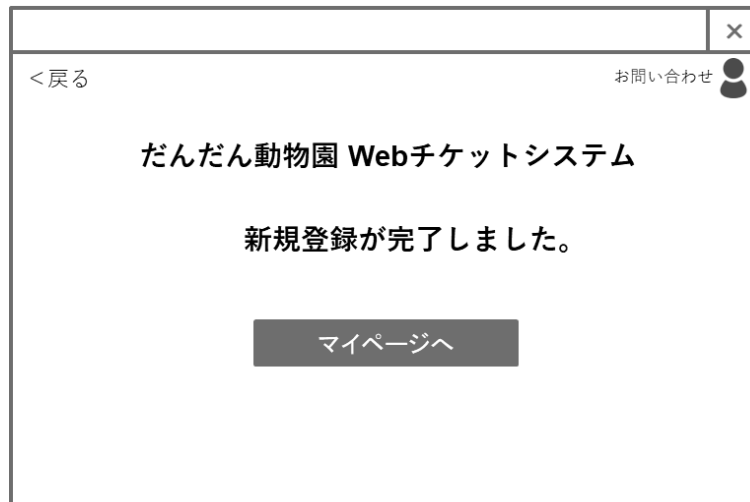 <戻る
お問い合わせ
だんだん動物園 Webチケットシステム
新規登録が完了しました。
マイページへ